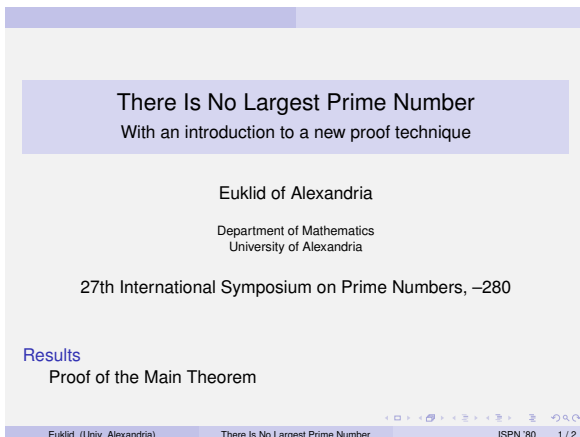 There Is No Largest Prime Number
With an introduction to a new proof technique
Euklid of Alexandria
Department of Mathematics
University of Alexandria
27th International Symposium on Prime Numbers, –280
Results
Proof of the Main Theorem
Euklid (Univ. Alexandria) There Is No Largest Prime Number ISPN '80 1 / 2